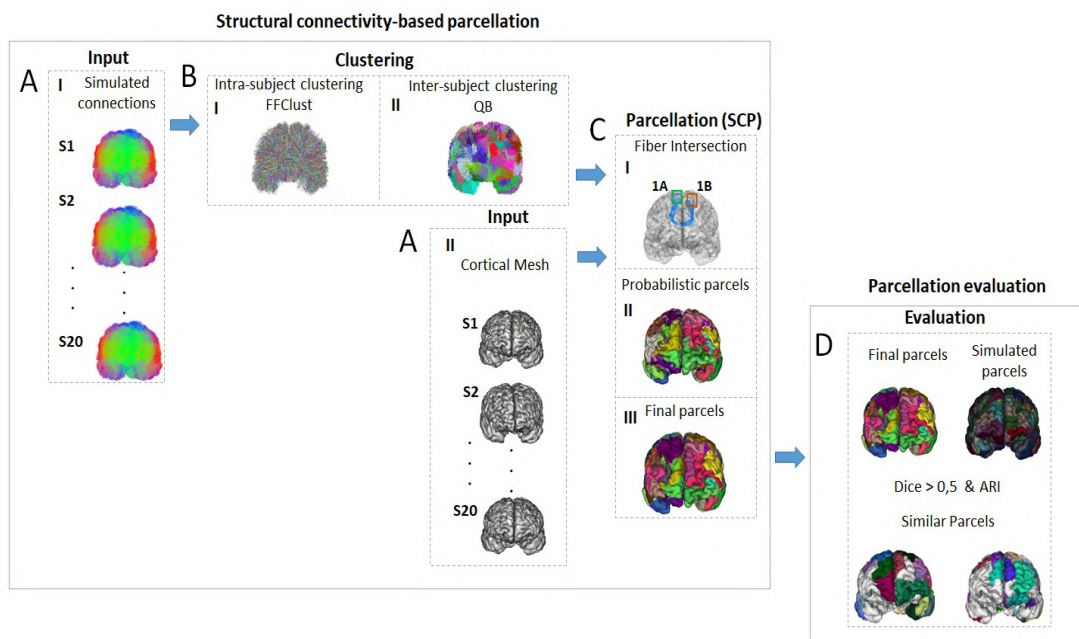 Structural connectivity-based parcellation
A
Input
I
Simulated
connections
S1
S2
S20
B
Clustering
Intra-subject clustering
I
FFClust
Inter-subject clustering
II
QB
A
Input
II
Cortical Mesh
S1
S2
S20
C
Parcellation (SCP)
Fiber Intersection
I
1A
1B
Probabilistic parcels
II
Final parcels
III
Parcellation evaluation
D
Evaluation
Final parcels
Simulated
parcels
Dice > 0,5 & ARI
Similar Parcels